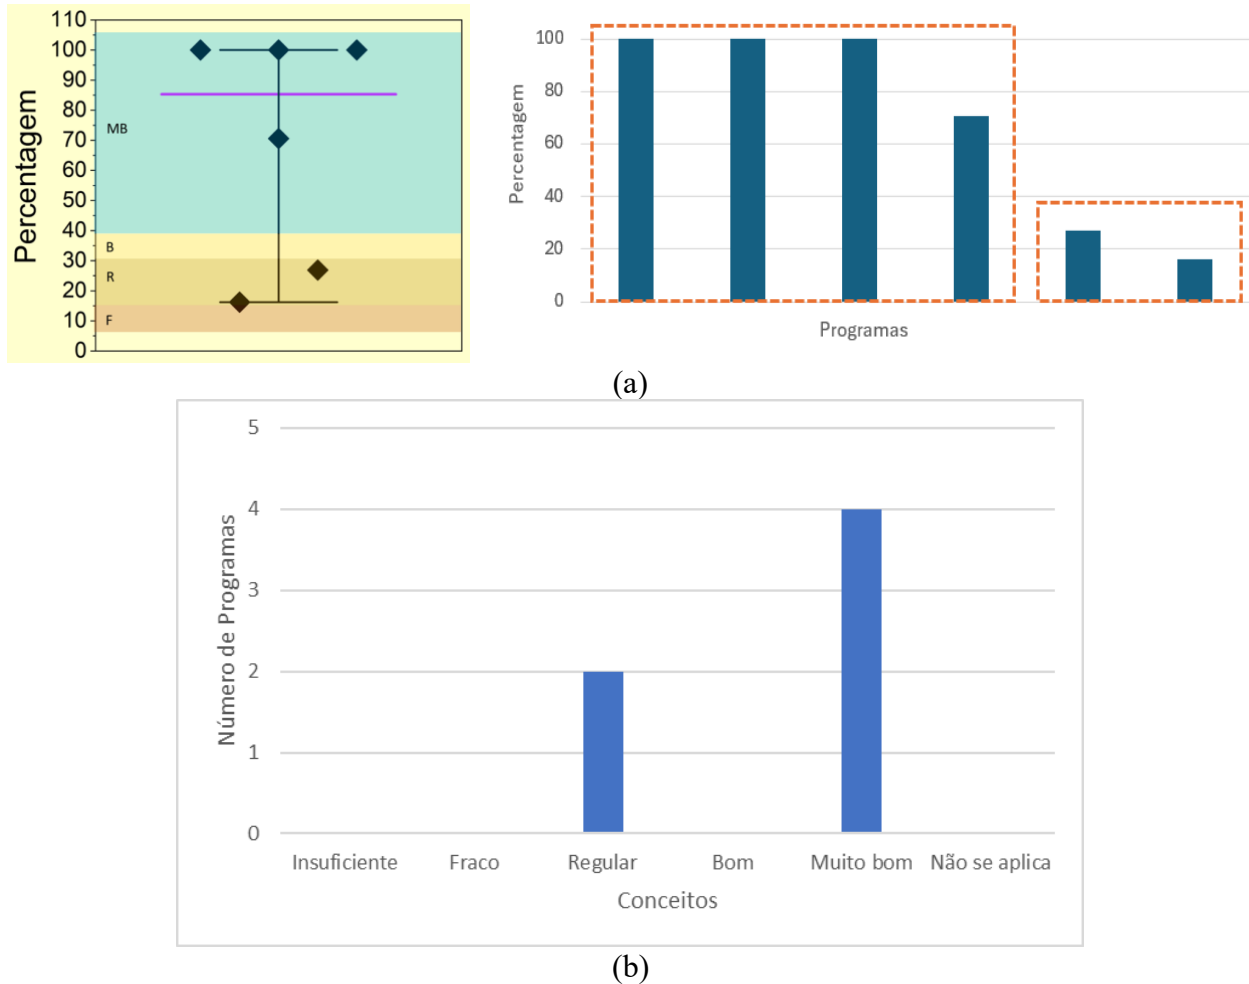 Percentagem
110
100
90
80
70
60
50
40
30
20
10
0
MB
B
R
F
Percentagem
100
80
60
40
20
0
Programas
(a)
Número de Programas
5
4
3
2
1
0
Insuficiente Fraco Regular Bom Muito bom Não se aplica
Conceitos
(b)